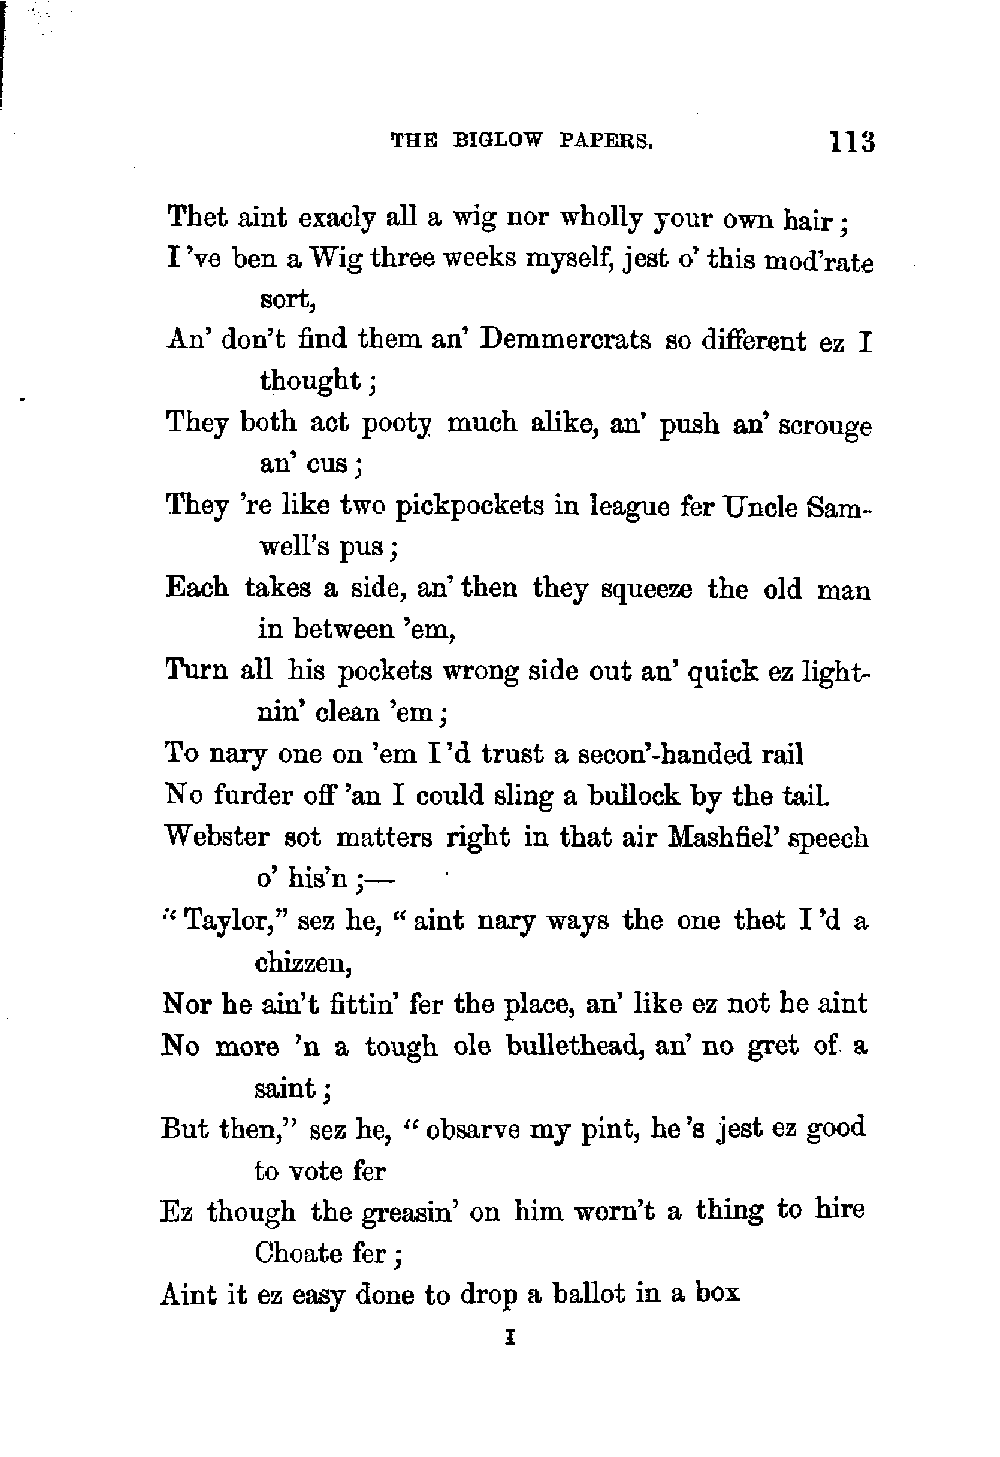 THE BIGLOW PAPERS. 113
Thet aint exacly all a wig nor wholly your own hair;
I've ben a Wig three weeks myself, jest o' this mod'rate
sort,
An' don't find them an' Demmercrats so different ez I
thought;
They both act pooty much alike, an' push an' scrouge
an' cus;
They 're like two pickpockets in league fer Uncle Sam-
well's pus;
Each takes a side, an' then they squeeze the old man
in between 'em,
Turn all his pockets wrong side out an' quick ez light-
nin' clean 'em;
To nary one on 'em I'd trust a secon'-handed rail
No furder off 'an I could sling a bullock by the tail.
Webster sot matters right in that air Mashfiel' speech
o' his'n;—
"Taylor," sez he, "aint nary ways the one thet I'd a
chizzen,
Nor he ain't fittin' fer the place, an' like ez not he aint
No more 'n a tough ole bullethead, an' no gret of a
saint;
But then," sez he, "obsarve my pint, he's jest ez good
to vote fer
Ez though the greasin' on him worn't a thing to hire
Choate fer;
Aint it ez easy done to drop a ballot in a box
I